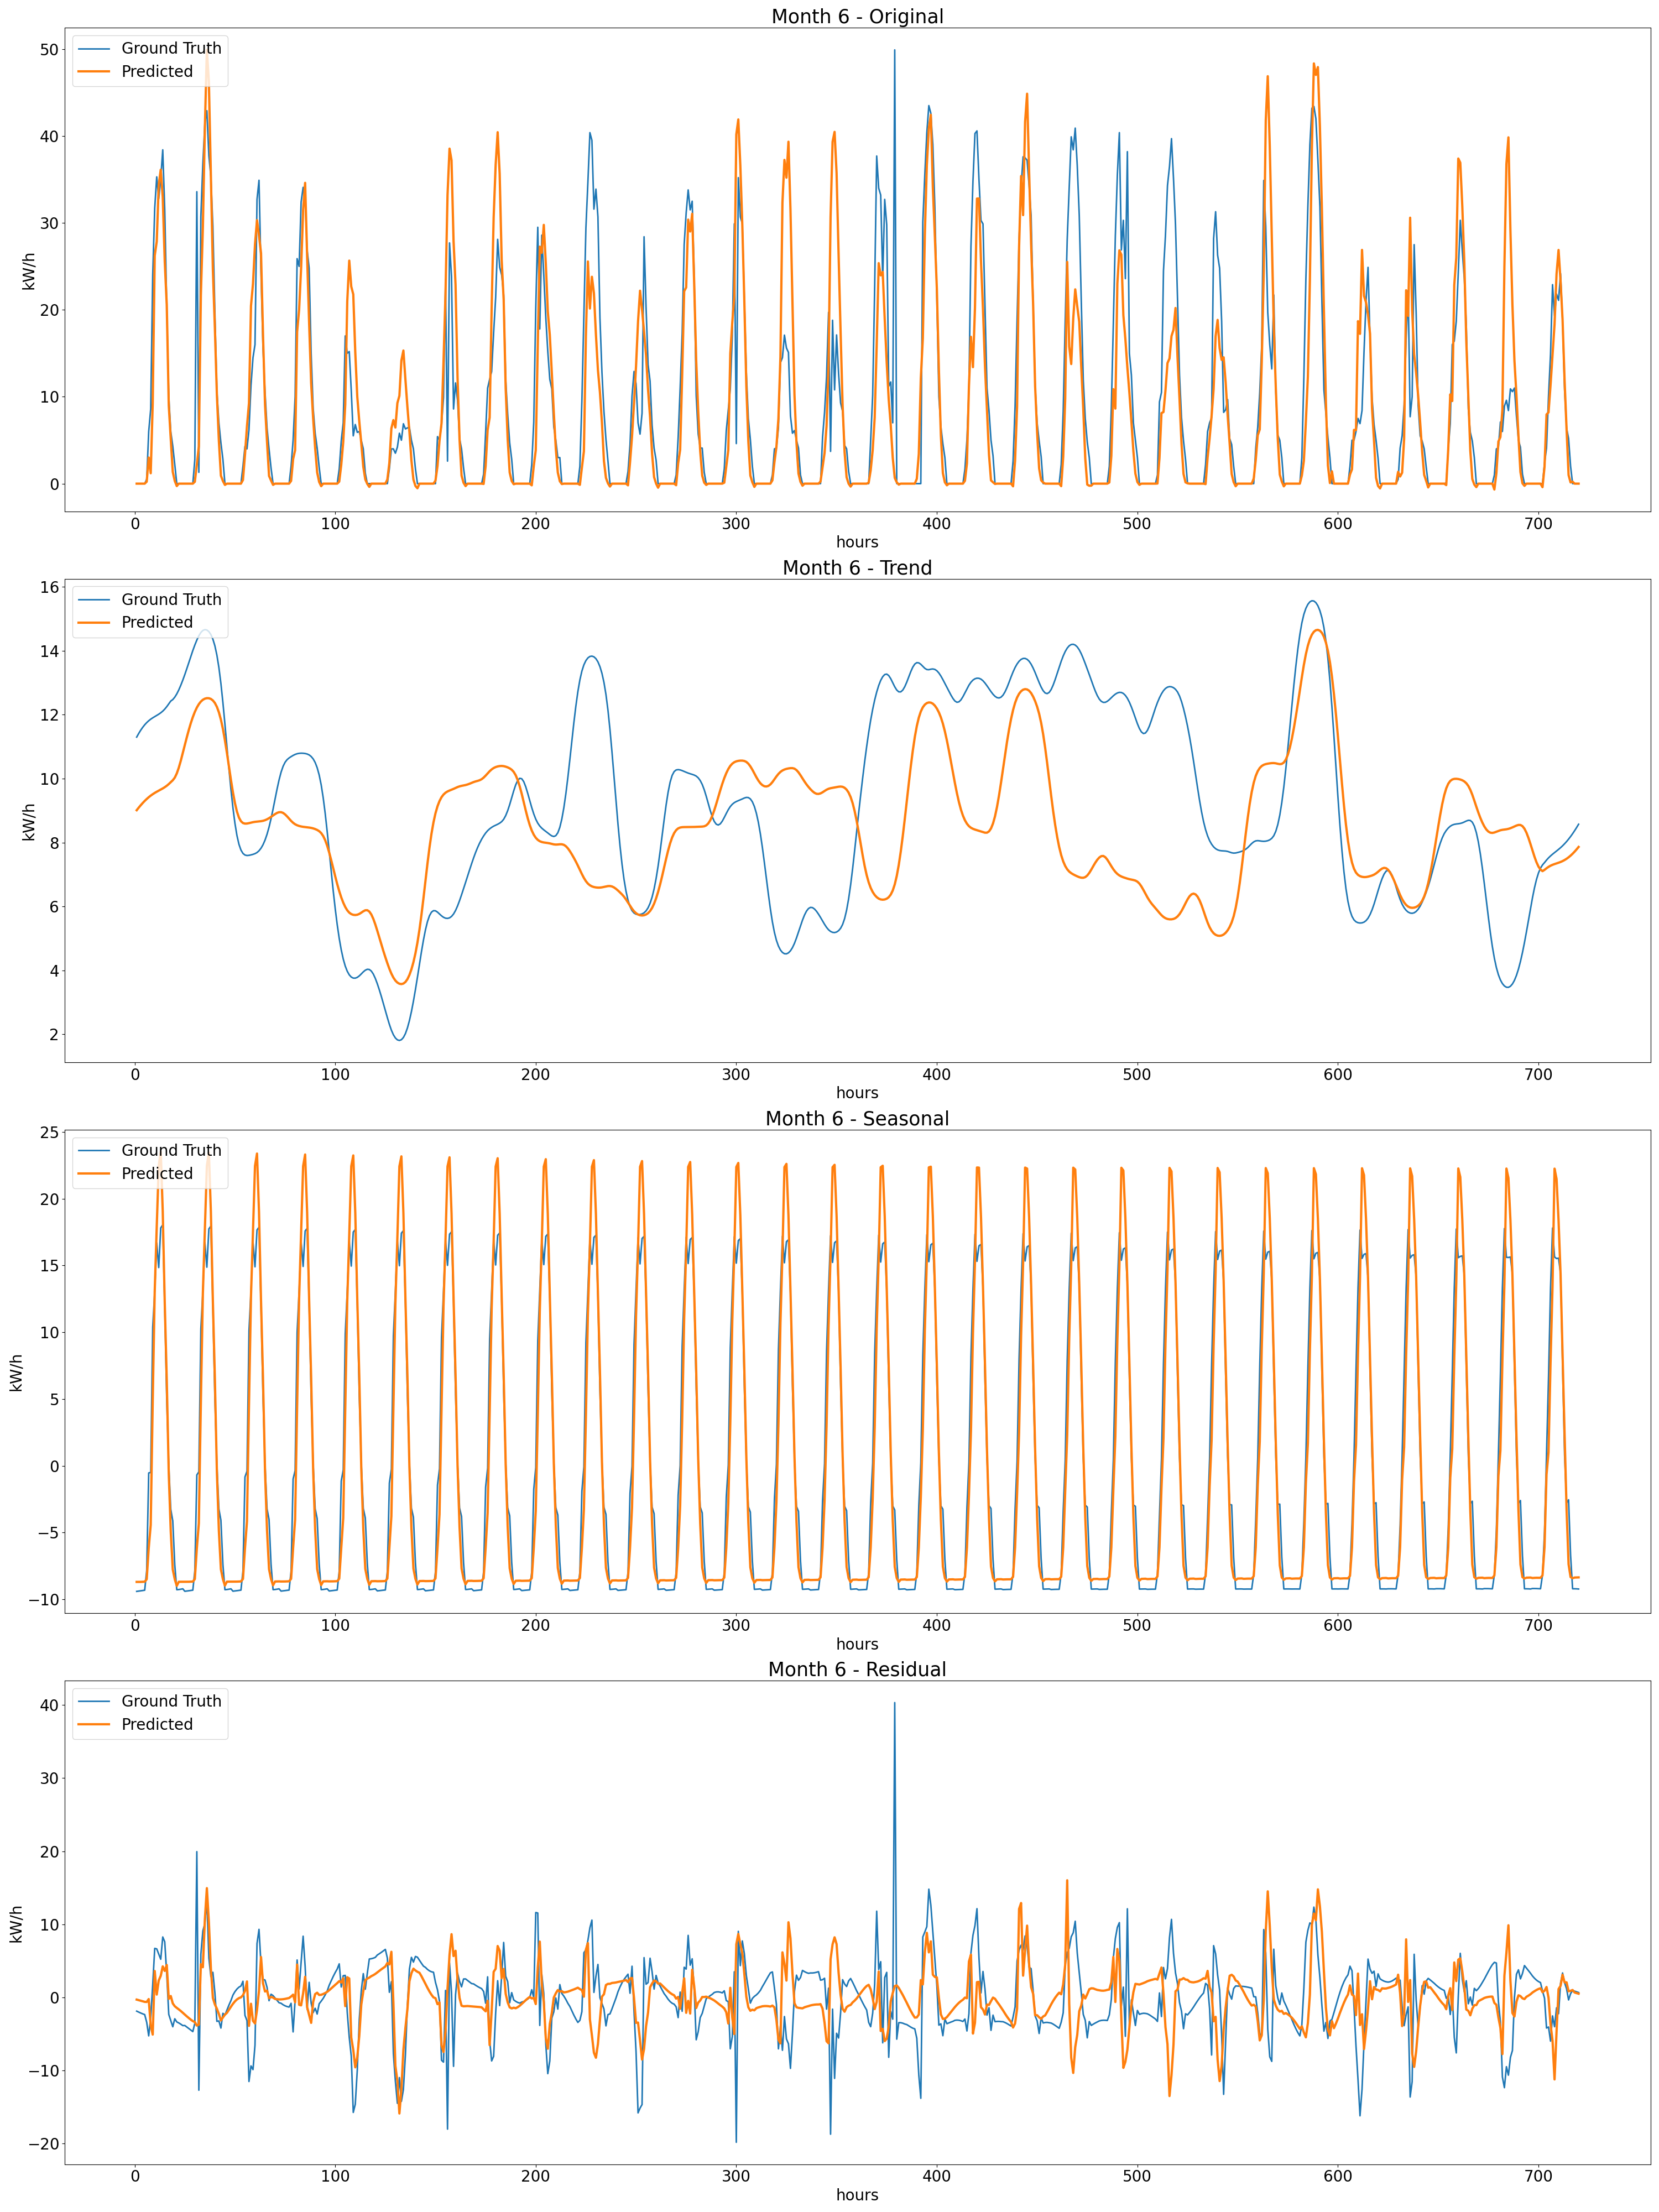 Month 6 - Original
Ground Truth
Predicted
kW/h
50
40
30
20
10
0
0 100 200 300 400 500 600 700
hours
Month 6 - Trend
Ground Truth
Predicted
kW/h
16
14
12
10
8
6
4
2
0 100 200 300 400 500 600 700
hours
Month 6 - Seasonal
Ground Truth
Predicted
kW/h
25
20
15
10
5
0
−5
−10
0 100 200 300 400 500 600 700
hours
Month 6 - Residual
Ground Truth
Predicted
kW/h
40
30
20
10
0
−10
−20
0 100 200 300 400 500 600 700
hours